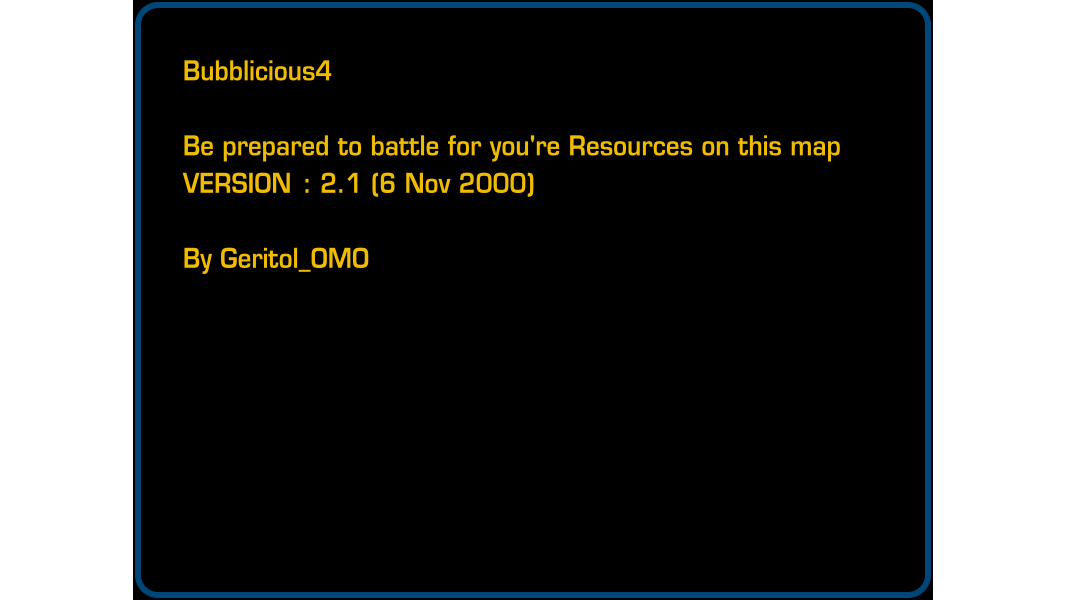 Bubblicious4
Be prepared to battle for you're Resources on this map
VERSION : 2.1 (6 Nov 2000)
By Geritol_OMO